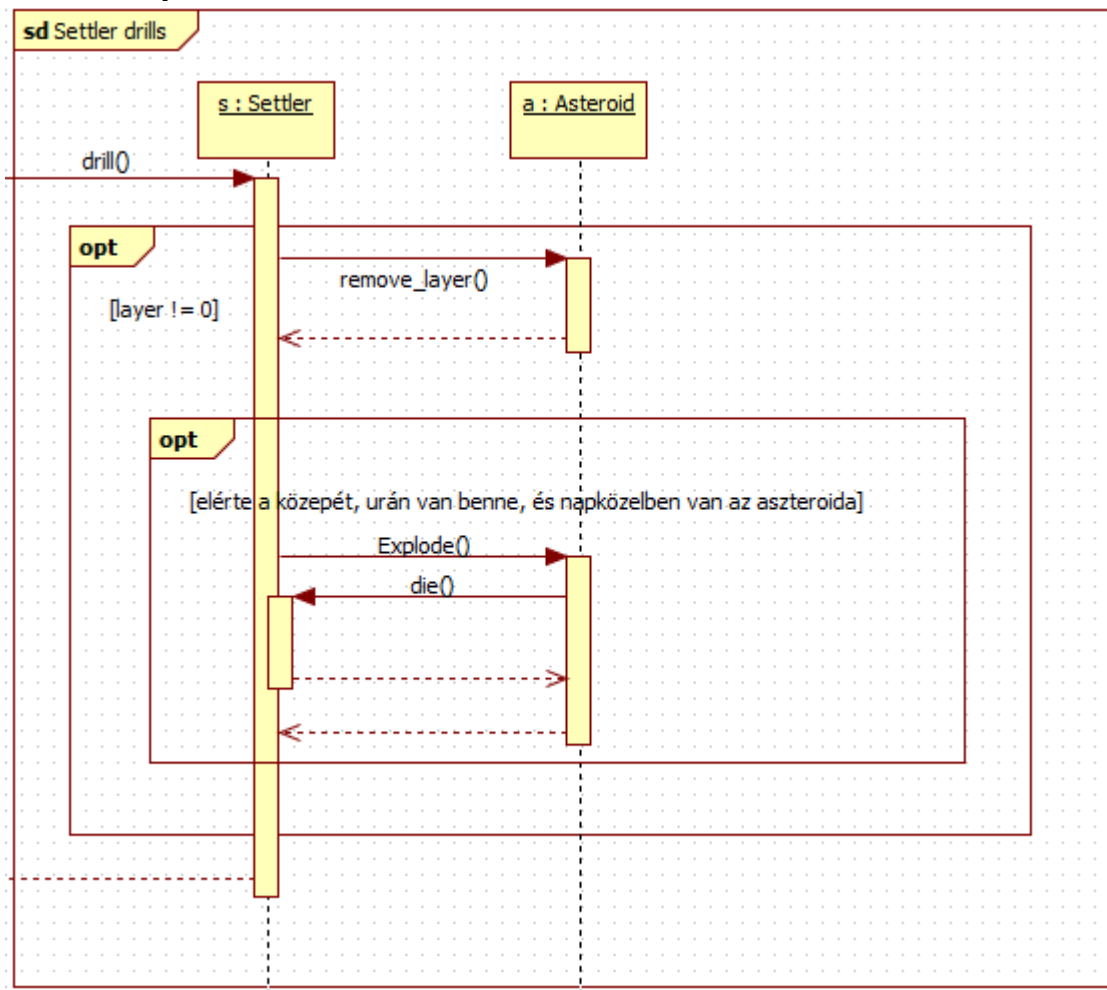 sd Settler drills
s : Settler
a : Asteroid
drill()
opt
remove_layer()
[layer != 0]
opt
[elérte a közepét, urán van benne, és napközelben van az aszteroida]
Explode()
die()